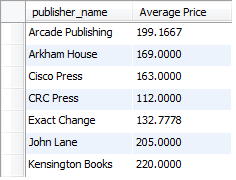 publisher_name Average Price
Arcade Publishing 199.1667
Arkham House 169.0000
Cisco Press 163.0000
CRC Press 112.0000
Exact Change 132.7778
John Lane 205.0000
Kensington Books 220.0000